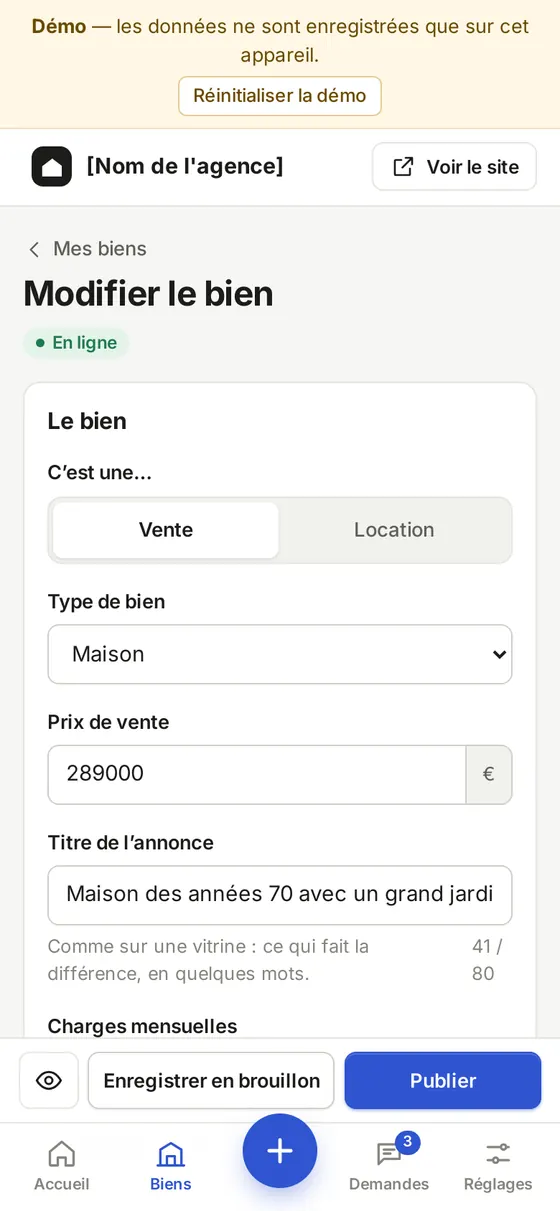 Démo — les données ne sont enregistrées que sur cet
appareil.
Réinitialiser la démo
[Nom de l'agence]
Voir le site
Mes biens
Modifier le bien
En ligne
Le bien
C’est une…
Vente
Location
Type de bien
Maison
Prix de vente
289000
€
Titre de l’annonce
Maison des années 70 avec un grand jardi
Comme sur une vitrine : ce qui fait la
différence, en quelques mots.
41 /
80
Charges mensuelles
Enregistrer en brouillon
Publier
3
Accueil
Biens
Demandes
Réglages